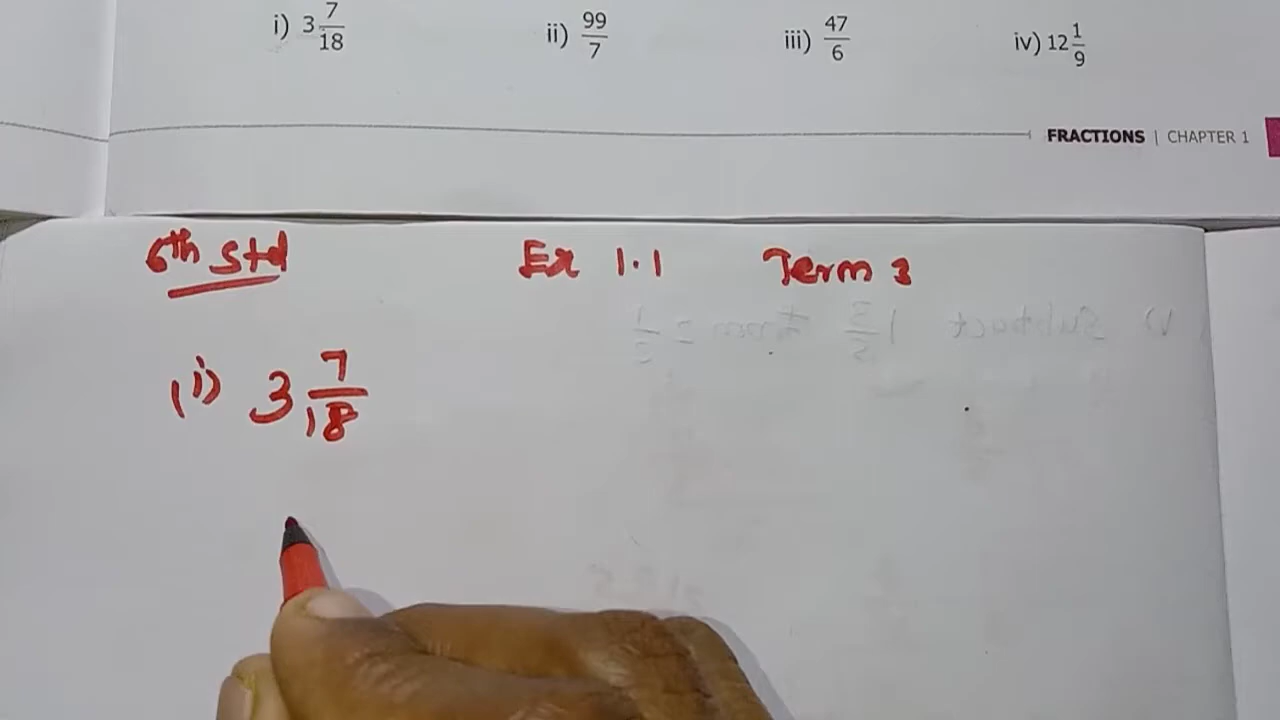 i) 3 7/18 ii) 99/7 iii) 47/6 iv) 12 1/9
FRACTIONS | CHAPTER 1
6th Std Ex 1.1 Term 3
(i) 3 7/18